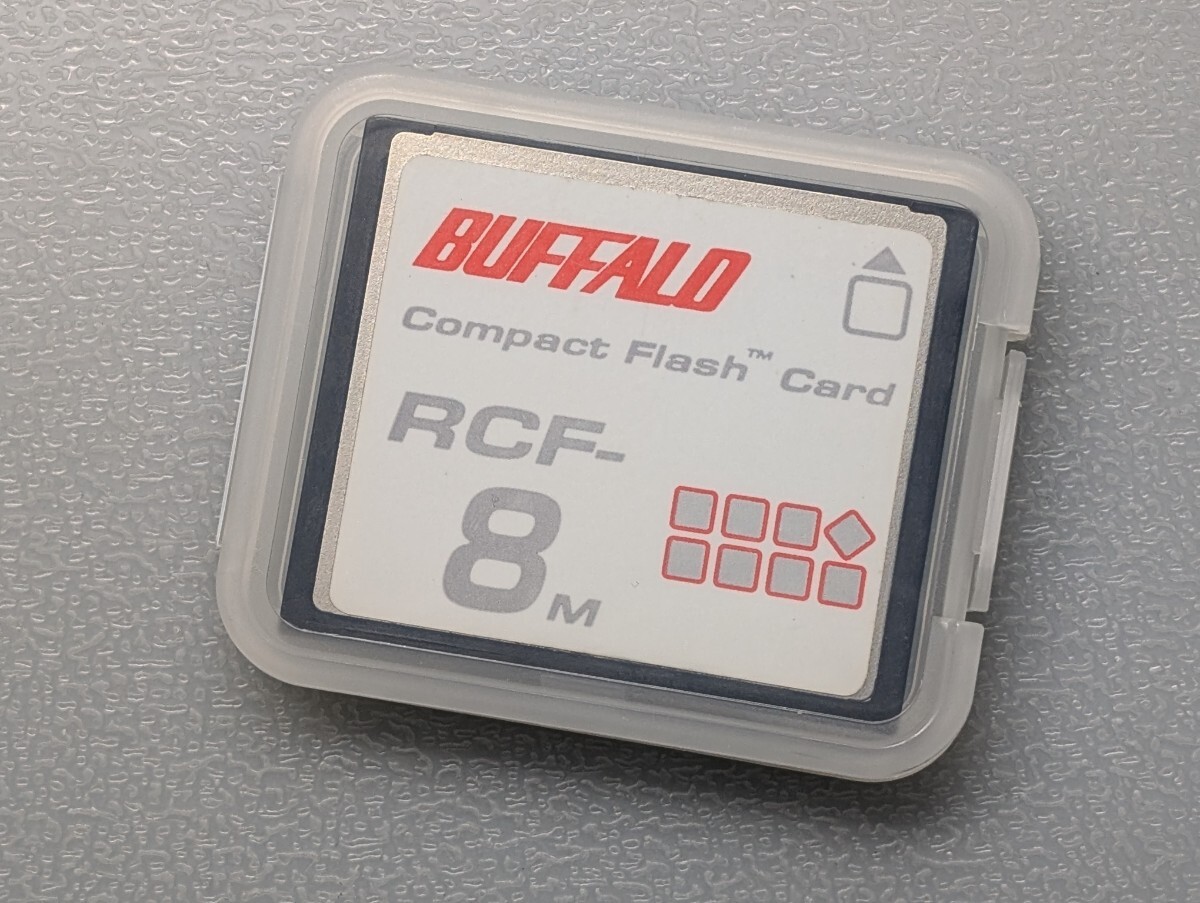 BUFFALO
Compact Flash™ Card
RCF-
8M